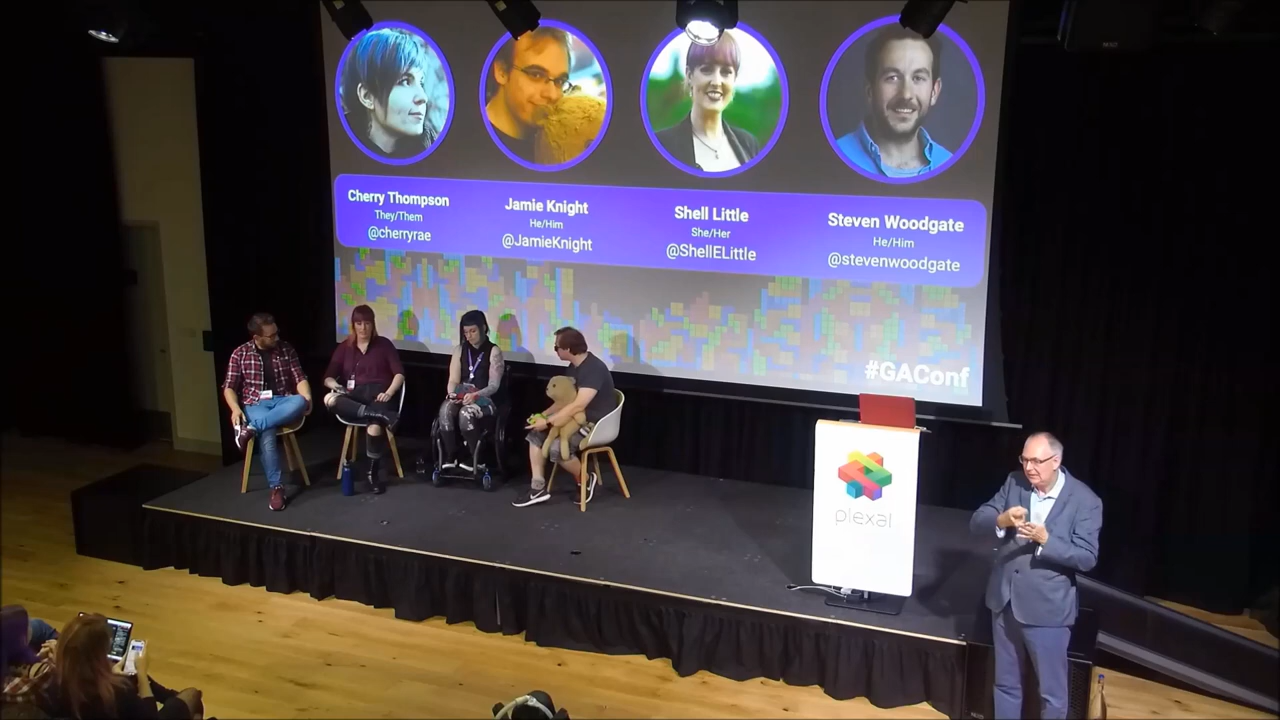 Cherry Thompson
They/Them
@cherryrae
Jamie Knight
He/Him
@JamieKnight
Shell Little
She/Her
@ShellELittle
Steven Woodgate
He/Him
@stevenwoodgate
#GAConf
plexal